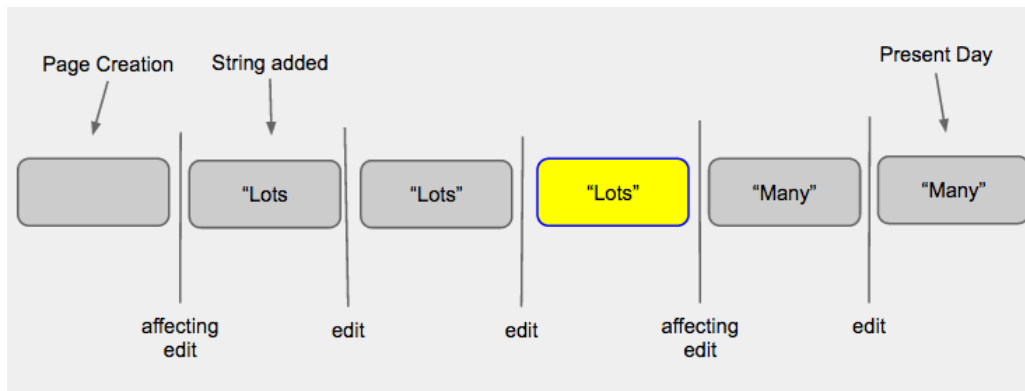 Page Creation
String added
Present Day
“Lots
“Lots”
“Lots”
“Many”
“Many”
affecting
edit
edit
edit
affecting
edit
edit